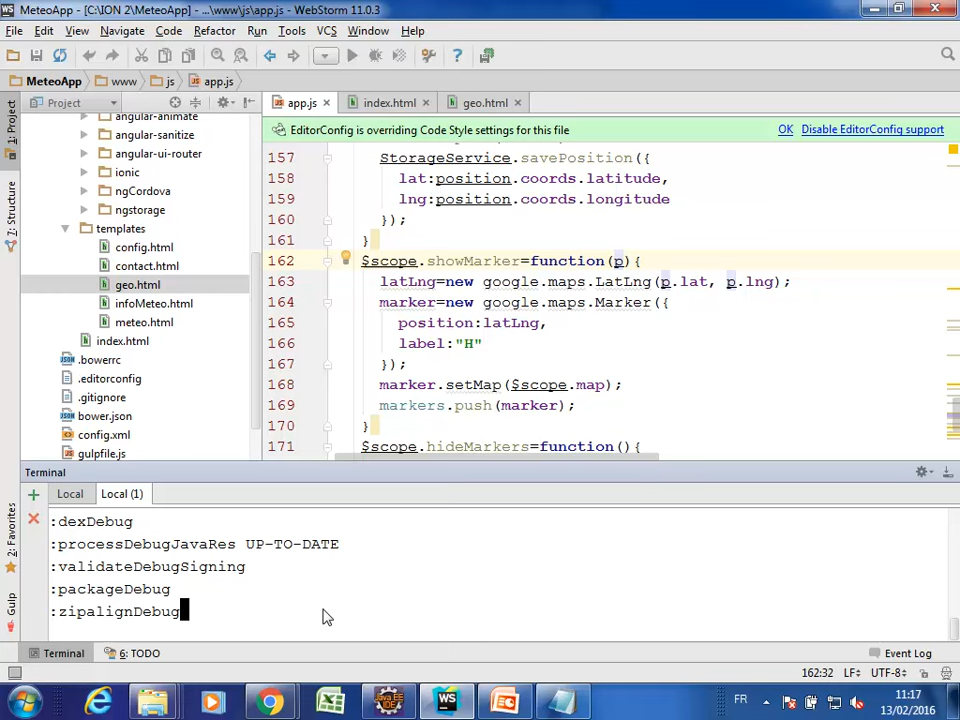 MeteoApp - [C:\ION 2\MeteoApp] - ...\www\js\app.js - WebStorm 11.0.3
File Edit View Navigate Code Refactor Run Tools VCS Window Help
MeteoApp www js app.js
Project app.js index.html geo.html
1: Project
7: Structure
2: Favorites
Gulp
EditorConfig is overriding Code Style settings for this file OK Disable EditorConfig support
angular-animate
angular-sanitize
angular-ui-router
ionic
ngCordova
ngstorage
templates
config.html
contact.html
geo.html
infoMeteo.html
meteo.html
index.html
.bowerrc
.editorconfig
.gitignore
bower.json
config.xml
gulpfile.js
157 StorageService.savePosition({
158 lat:position.coords.latitude,
159 lng:position.coords.longitude
160 });
161 }
162 $scope.showMarker=function(p){
163 latLng=new google.maps.LatLng(p.lat, p.lng);
164 marker=new google.maps.Marker({
165 position:latLng,
166 label:"H"
167 });
168 marker.setMap($scope.map);
169 markers.push(marker);
170 }
171 $scope.hideMarkers=function(){
Terminal
Local Local (1)
:dexDebug
:processDebugJavaRes UP-TO-DATE
:validateDebugSigning
:packageDebug
:zipalignDebug
Terminal 6: TODO Event Log
162:32 LF UTF-8
FR 11:17
13/02/2016